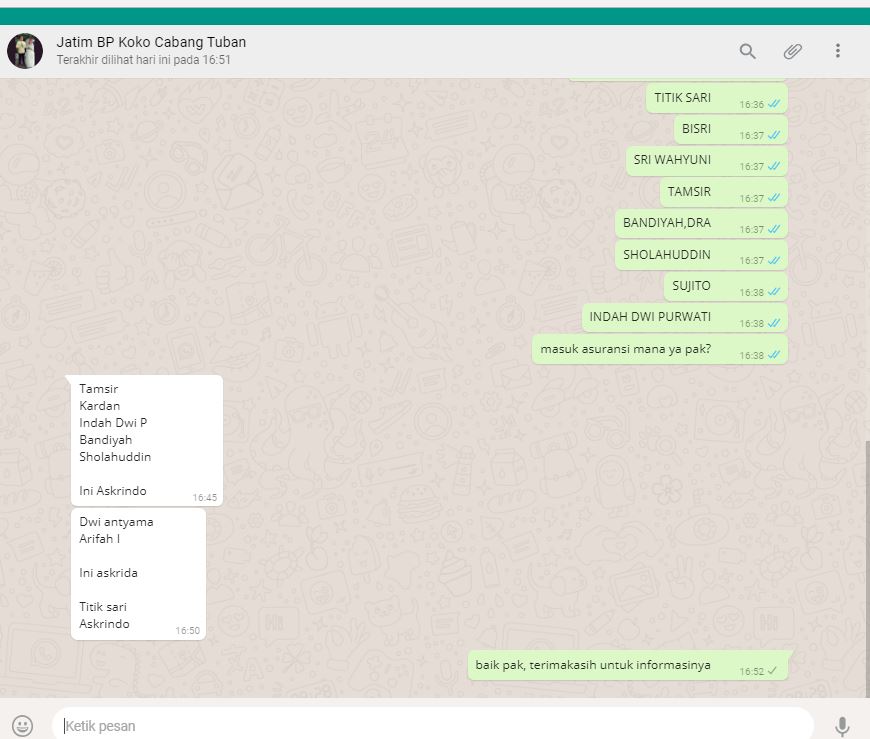 Jatim BP Koko Cabang Tuban
Terakhir dilihat hari ini pada 16:51
TITIK SARI 16:36
BISRI 16:37
SRI WAHYUNI 16:37
TAMSIR 16:37
BANDIYAH,DRA 16:37
SHOLAHUDDIN 16:37
SUJITO 16:38
INDAH DWI PURWATI 16:38
masuk asuransi mana ya pak? 16:38
Tamsir
Kardan
Indah Dwi P
Bandiyah
Sholahuddin
Ini Askrindo 16:45
Dwi antyama
Arifah I
Ini askrida
Titik sari
Askrindo 16:50
baik pak, terimakasih untuk informasinya 16:52
Ketik pesan